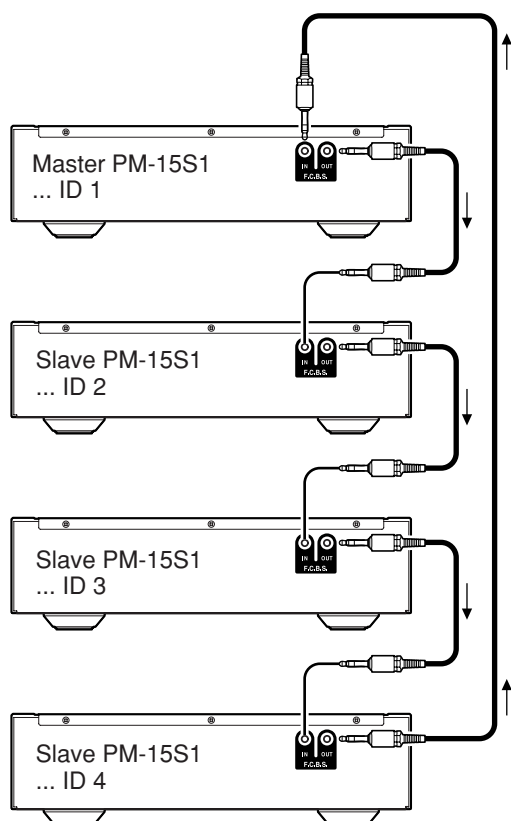 Master PM-15S1
... ID 1
IN OUT
F.C.B.S.
Slave PM-15S1
... ID 2
IN OUT
F.C.B.S.
Slave PM-15S1
... ID 3
IN OUT
F.C.B.S.
Slave PM-15S1
... ID 4
IN OUT
F.C.B.S.